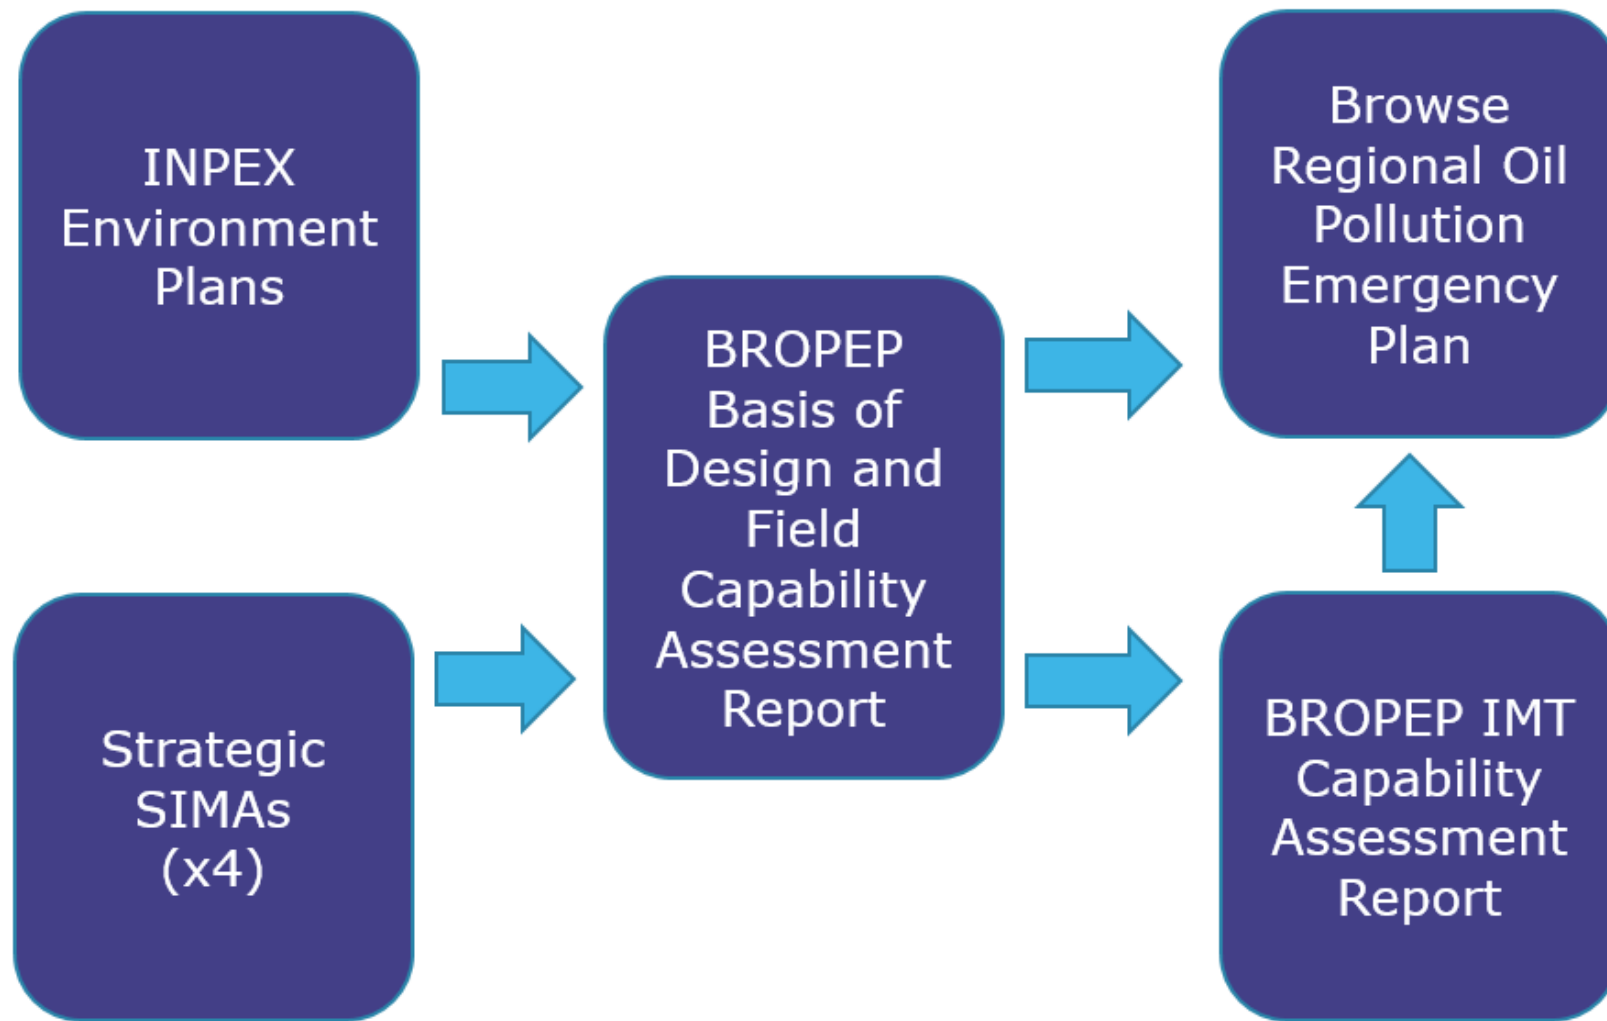 INPEX
Environment
Plans
Strategic
SIMAs
(x4)
BROPEP
Basis of
Design and
Field
Capability
Assessment
Report
Browse
Regional Oil
Pollution
Emergency
Plan
BROPEP IMT
Capability
Assessment
Report